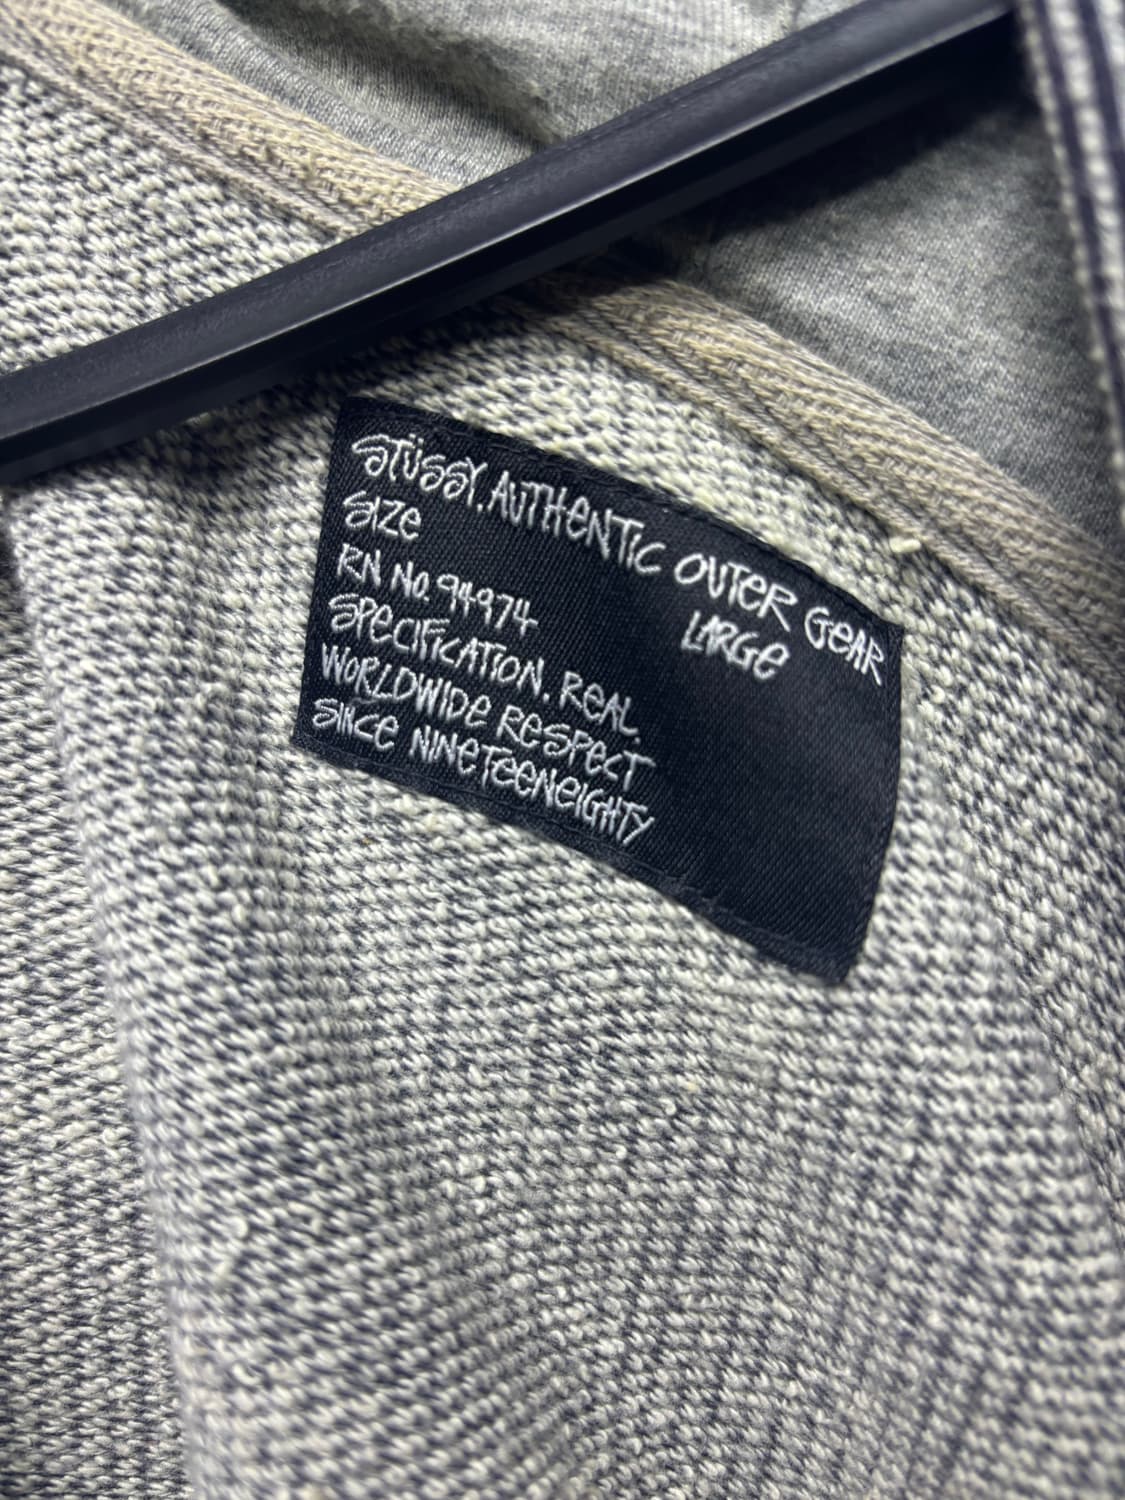 STÜSSY. AUTHENTIC OUTER GEAR
SIZE LARGE
RN NO. 94974
SPECIFICATION. REAL.
WORLDWIDE RESPECT
SINCE NINETEENEIGHTY